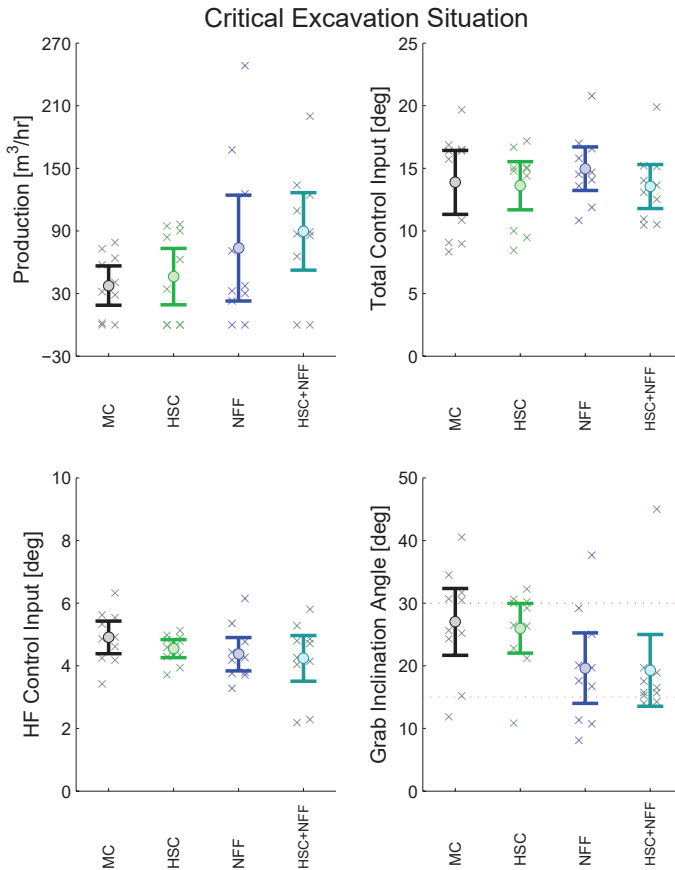 Critical Excavation Situation
Production [m³/hr]
270
210
150
90
30
−30
MC
HSC
NFF
HSC+NFF
Total Control Input [deg]
25
20
15
10
5
0
MC
HSC
NFF
HSC+NFF
HF Control Input [deg]
10
8
6
4
2
0
MC
HSC
NFF
HSC+NFF
Grab Inclination Angle [deg]
50
40
30
20
10
0
MC
HSC
NFF
HSC+NFF